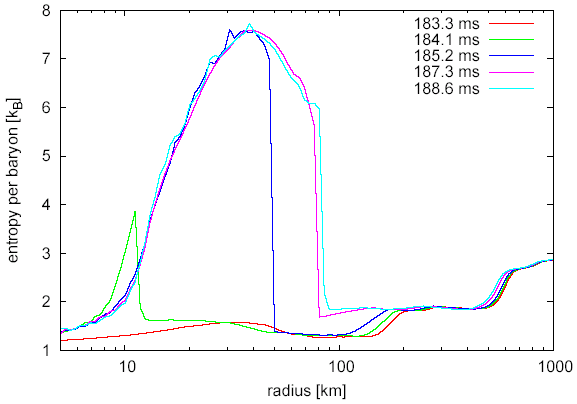 8
7
6
5
4
3
2
1
entropy per baryon [kB]
183.3 ms
184.1 ms
185.2 ms
187.3 ms
188.6 ms
10 100 1000
radius [km]